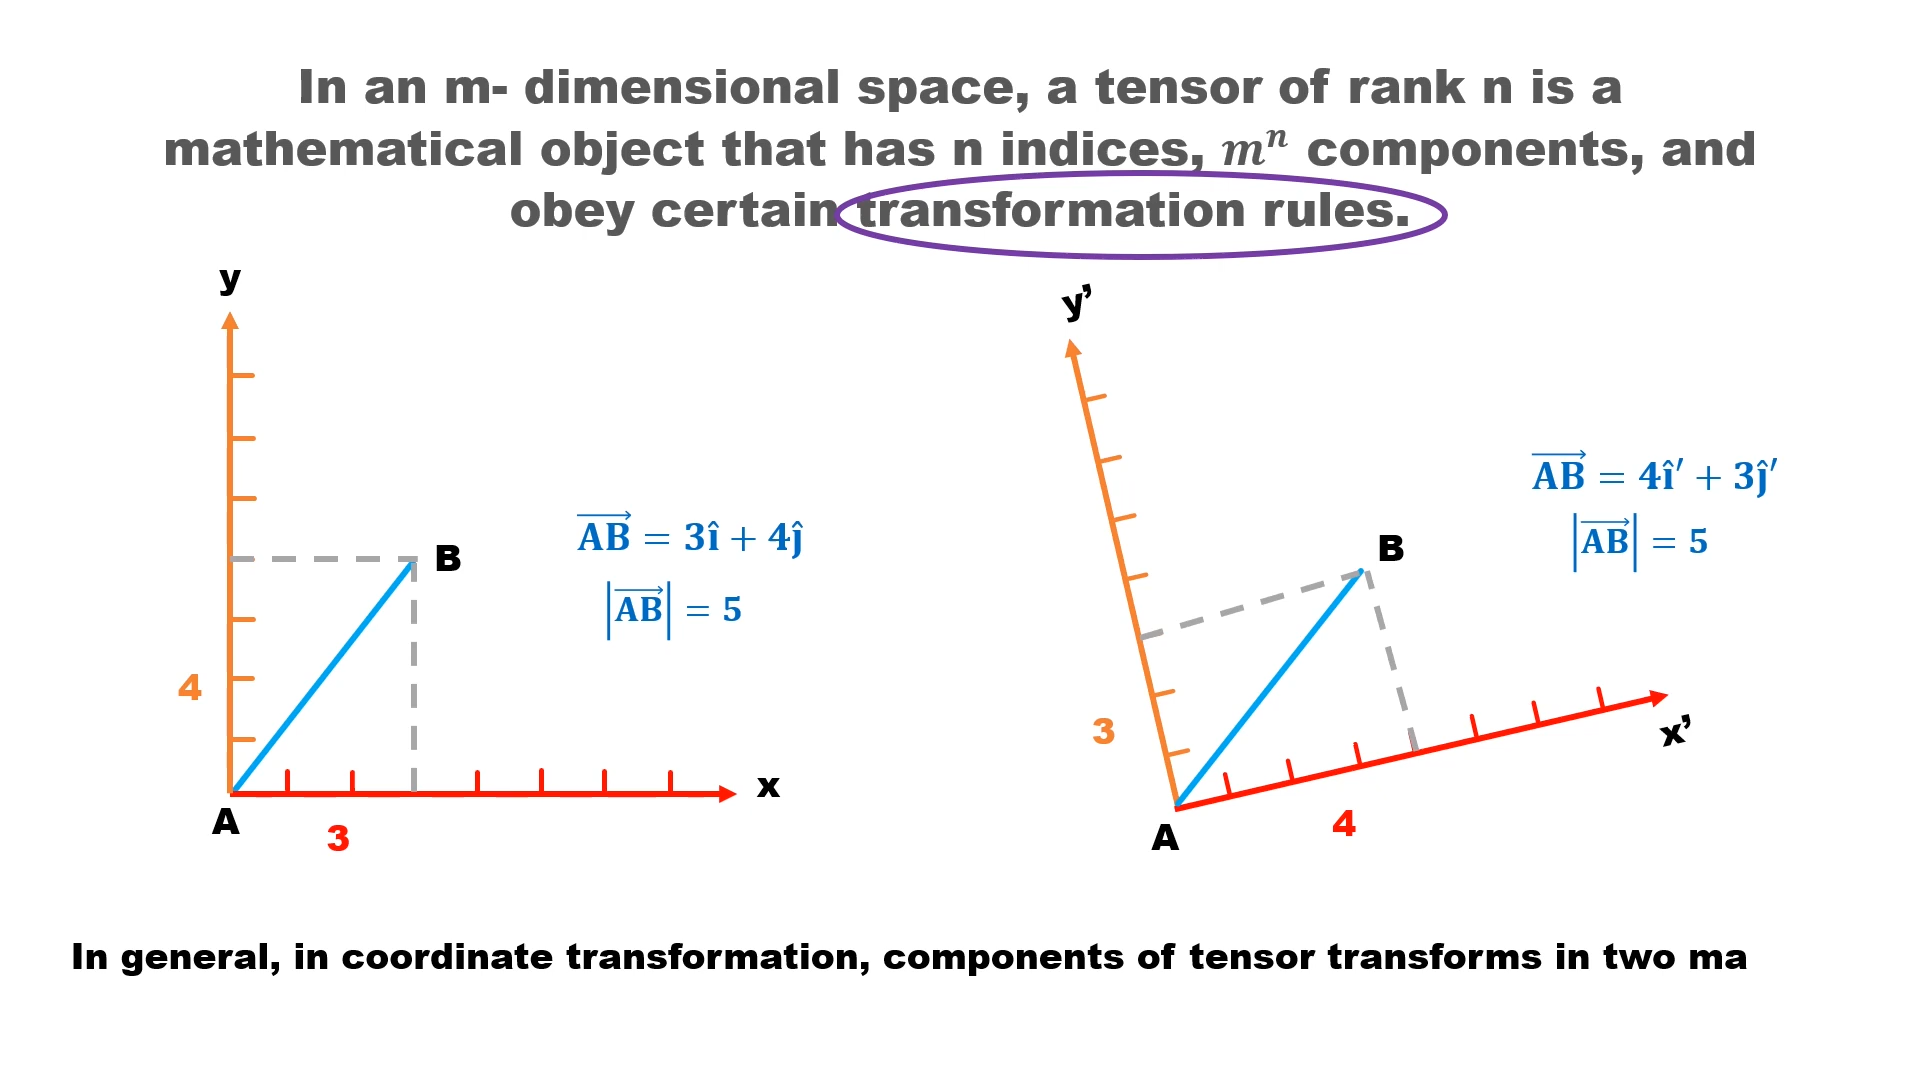 In an m- dimensional space, a tensor of rank n is a
mathematical object that has n indices, mⁿ components, and
obey certain transformation rules.
y
y’
AB⃗ = 4î′ + 3ĵ′
|AB⃗| = 5
AB⃗ = 3î + 4ĵ
|AB⃗| = 5
B
B
4
3
x
x’
A
3
A
4
In general, in coordinate transformation, components of tensor transforms in two ma